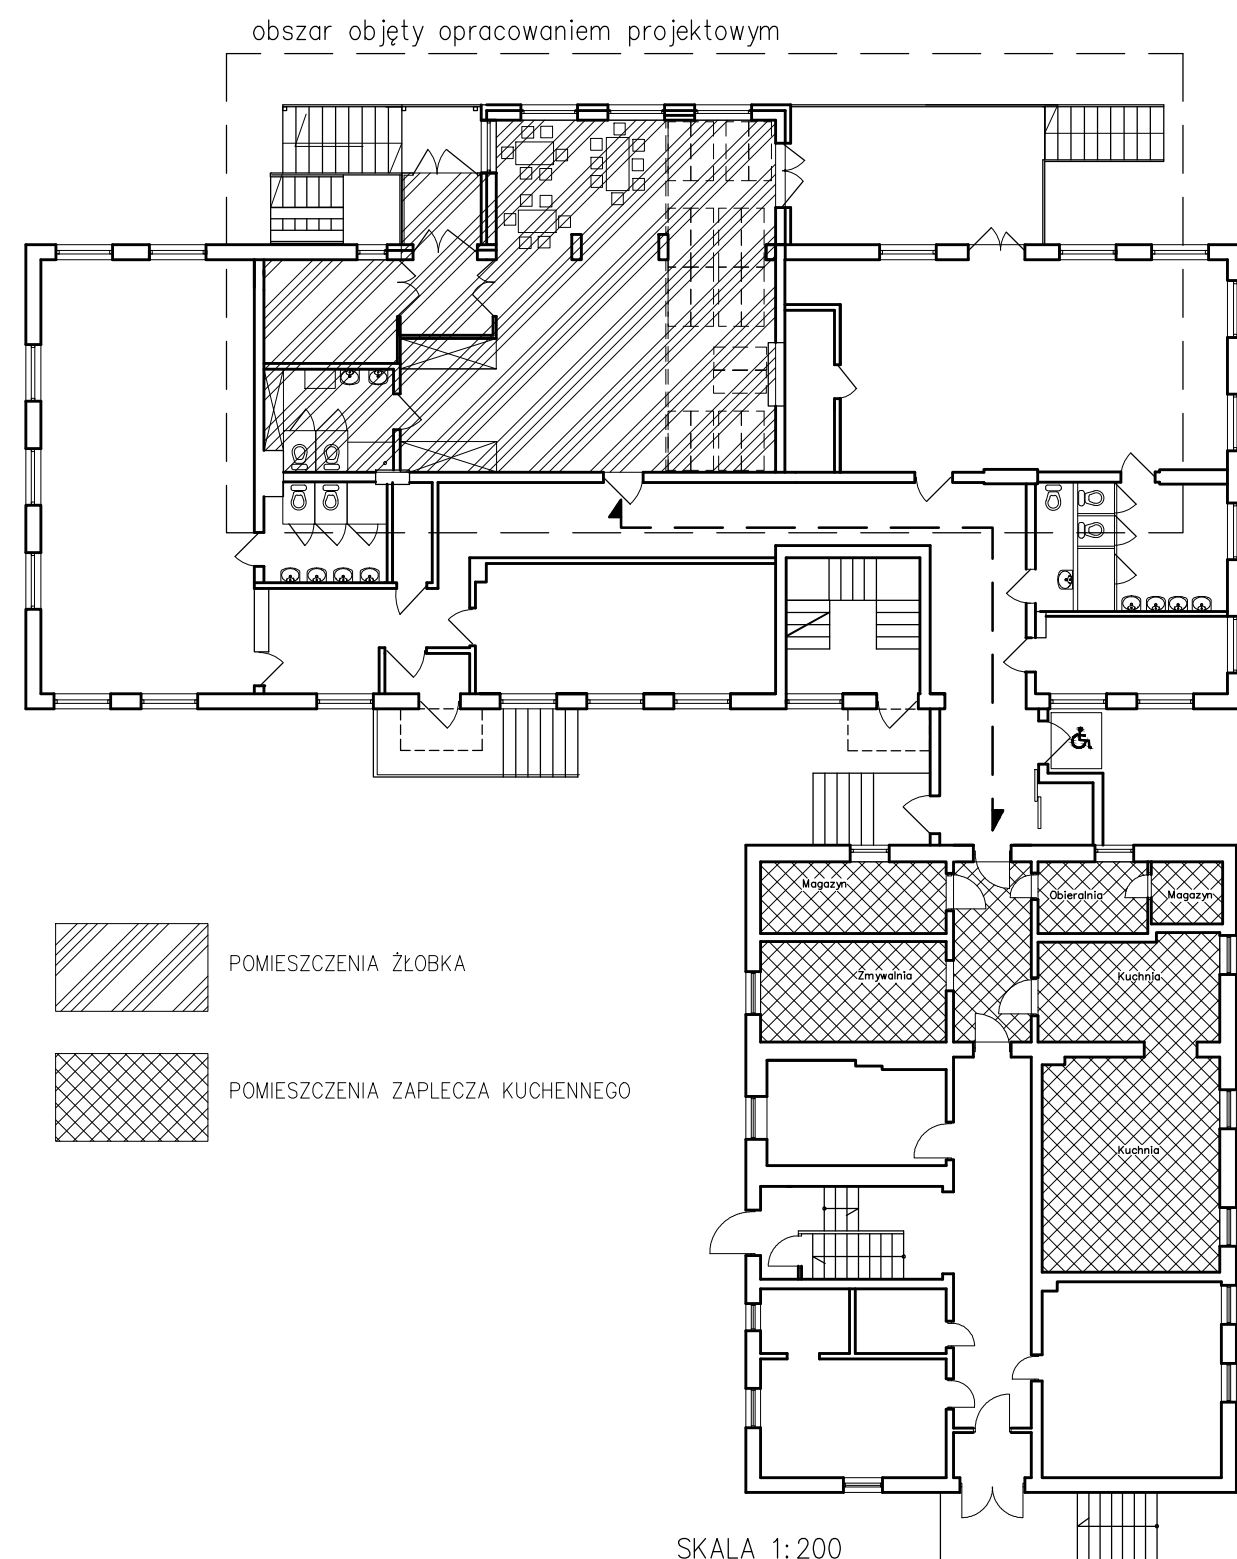 obszar objęty opracowaniem projektowym
Magazyn
Obieralnia
Magazyn
POMIESZCZENIA ŻŁOBKA
Zmywalnia
Kuchnia
POMIESZCZENIA ZAPLECZA KUCHENNEGO
Kuchnia
SKALA 1:200